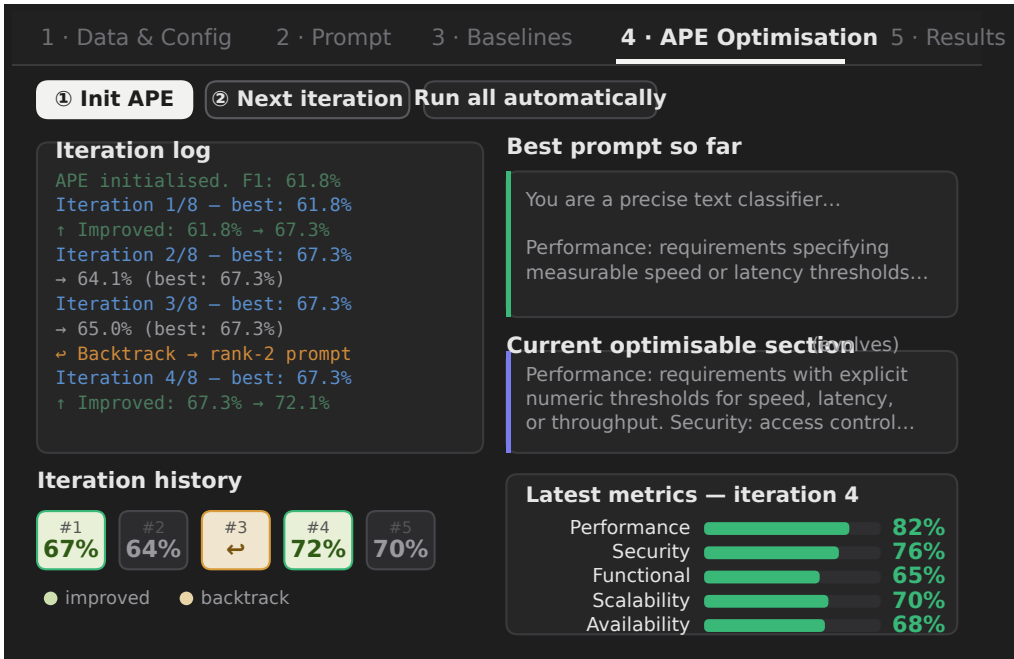 1 · Data & Config 2 · Prompt 3 · Baselines 4 · APE Optimisation 5 · Results
① Init APE ② Next iteration Run all automatically
Iteration log
APE initialised. F1: 61.8%
Iteration 1/8 — best: 61.8%
↑ Improved: 61.8% → 67.3%
Iteration 2/8 — best: 67.3%
→ 64.1% (best: 67.3%)
Iteration 3/8 — best: 67.3%
→ 65.0% (best: 67.3%)
↩ Backtrack → rank-2 prompt
Iteration 4/8 — best: 67.3%
↑ Improved: 67.3% → 72.1%
Iteration history
#1 #2 #3 #4 #5
67% 64% ↩ 72% 70%
improved backtrack
Best prompt so far
You are a precise text classifier…
Performance: requirements specifying
measurable speed or latency thresholds…
Current optimisable section (evolves)
Performance: requirements with explicit
numeric thresholds for speed, latency,
or throughput. Security: access control…
Latest metrics — iteration 4
Performance 82%
Security 76%
Functional 65%
Scalability 70%
Availability 68%